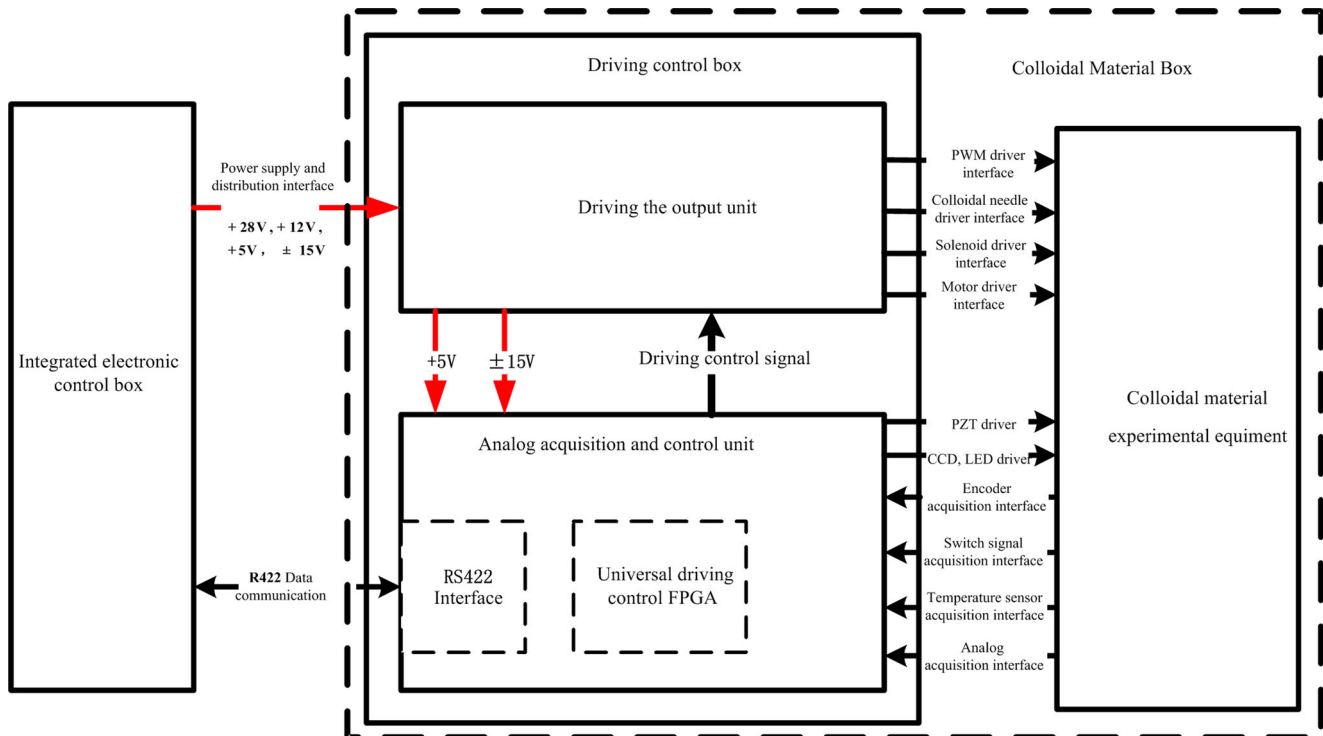 Driving control box
Colloidal Material Box
Power supply and
distribution interface
+28V, +12V,
+5V, ± 15V
Integrated electronic
control box
Driving the output unit
PWM driver
interface
Colloidal needle
driver interface
Solenoid driver
interface
Motor driver
interface
+5V
±15V
Driving control signal
Analog acquisition and control unit
RS422
Interface
Universal driving
control FPGA
R422 Data
communication
PZT driver
CCD, LED driver
Encoder
acquisition interface
Switch signal
acquisition interface
Temperature sensor
acquisition interface
Analog
acquisition interface
Colloidal material
experimental equiment